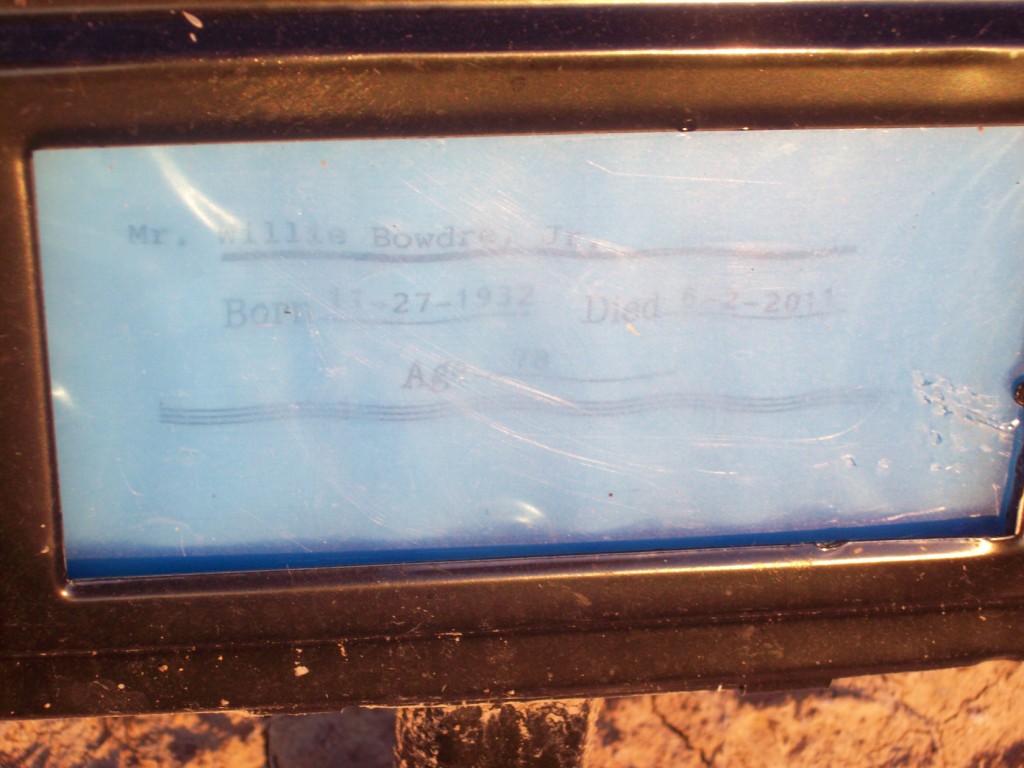 Mr. Willie Bowdre, Jr.
Born 11-27-1932 Died 6-2-2011
Age 78